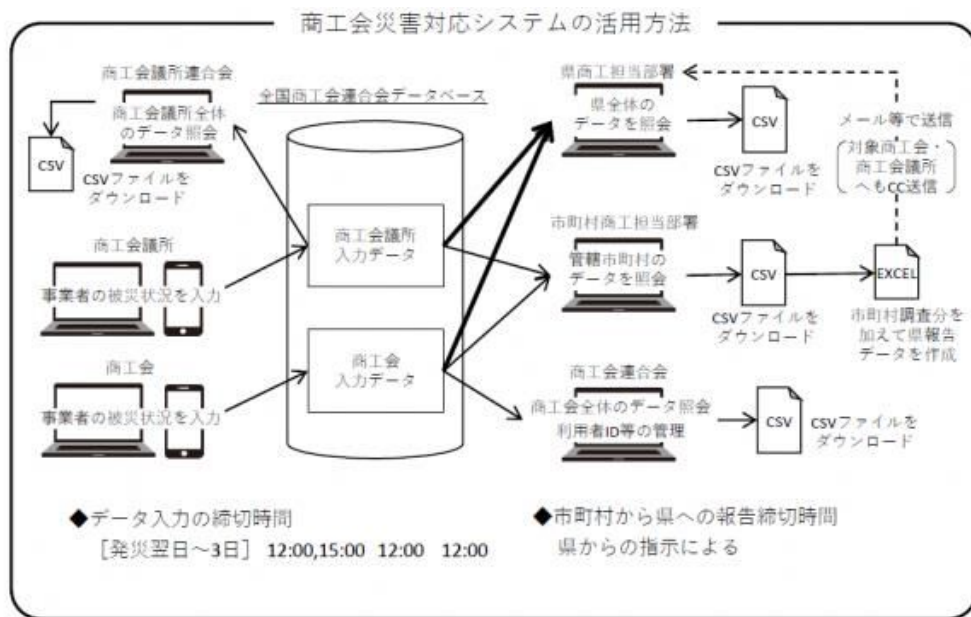 商工会災害対応システムの活用方法
商工会議所連合会
商工会議所全体
のデータ照会
CSV
CSVファイルを
ダウンロード
商工会議所
事業者の被災状況を入力
商工会
事業者の被災状況を入力
全国商工会連合会データベース
商工会議所
入力データ
商工会
入力データ
県商工担当部署
県全体の
データを照会
CSV
CSVファイルを
ダウンロード
メール等で送信
対象商工会・
商工会議所
へもCC送信
市町村商工担当部署
管轄市町村の
データを照会
CSV
CSVファイルを
ダウンロード
EXCEL
市町村調査分を
加えて県報告
データを作成
商工会連合会
商工会全体のデータ照会
利用者ID等の管理
CSV
CSVファイルを
ダウンロード
◆データ入力の締切時間
［発災翌日～3日］ 12:00,15:00 12:00 12:00
◆市町村から県への報告締切時間
県からの指示による